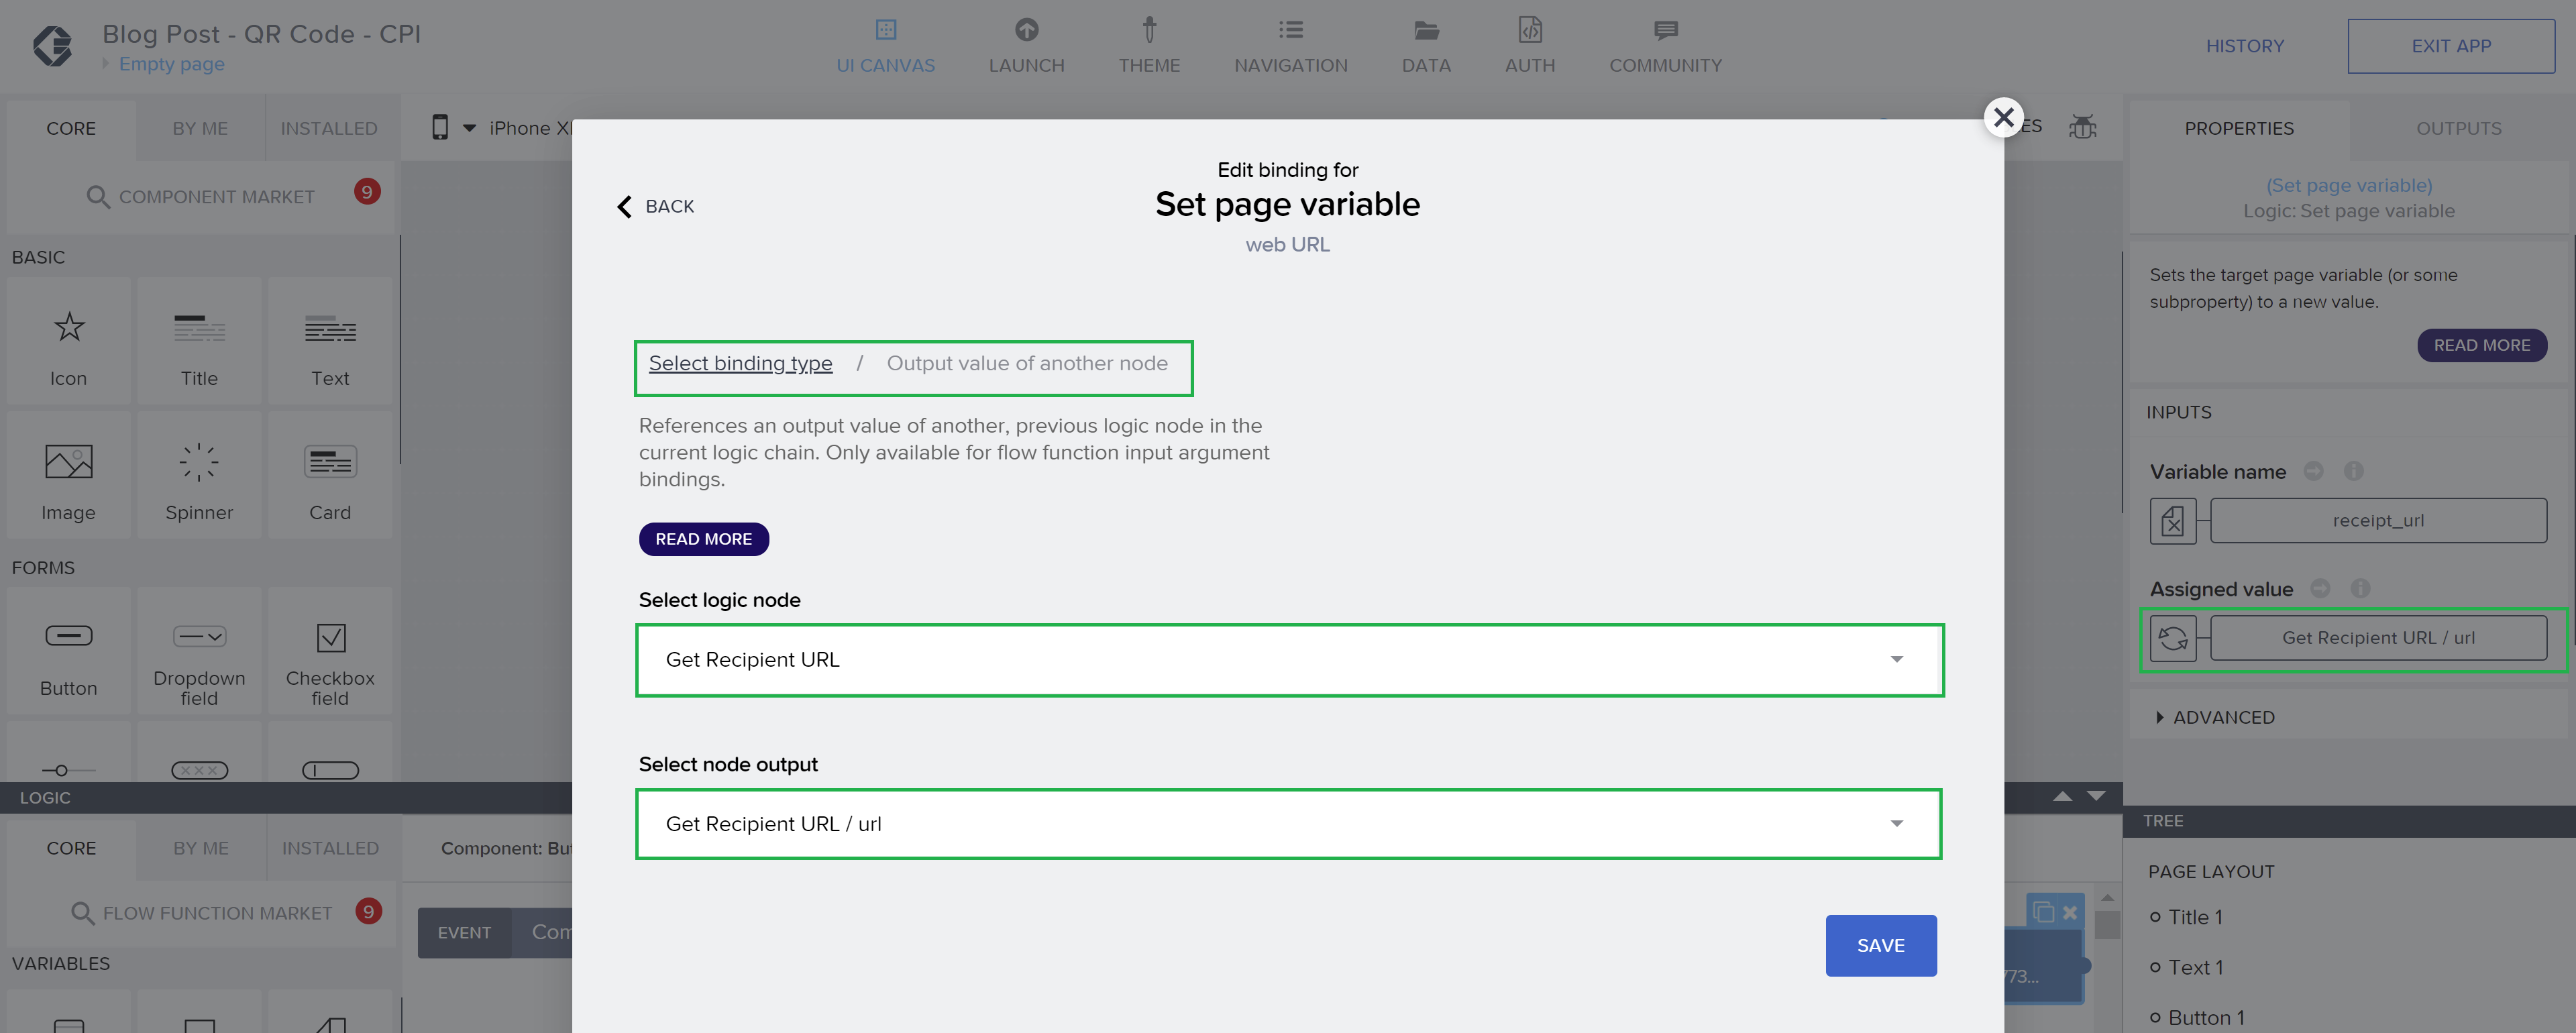 Blog Post - QR Code - CPI
Empty page
UI CANVAS
LAUNCH
THEME
NAVIGATION
DATA
AUTH
COMMUNITY
HISTORY
EXIT APP
CORE
BY ME
INSTALLED
COMPONENT MARKET
9
BASIC
Icon
Title
Text
Image
Spinner
Card
FORMS
Button
Dropdown
field
Checkbox
field
iPhone X
Edit binding for
BACK
Set page variable
web URL
Select binding type / Output value of another node
References an output value of another, previous logic node in the
current logic chain. Only available for flow function input argument
bindings.
READ MORE
Select logic node
Get Recipient URL
Select node output
Get Recipient URL / url
SAVE
ES
PROPERTIES
OUTPUTS
(Set page variable)
Logic: Set page variable
Sets the target page variable (or some
subproperty) to a new value.
READ MORE
INPUTS
Variable name
receipt_url
Assigned value
Get Recipient URL / url
ADVANCED
LOGIC
CORE
BY ME
INSTALLED
FLOW FUNCTION MARKET
9
VARIABLES
Component: Bu
EVENT
Com
773...
TREE
PAGE LAYOUT
Title 1
Text 1
Button 1